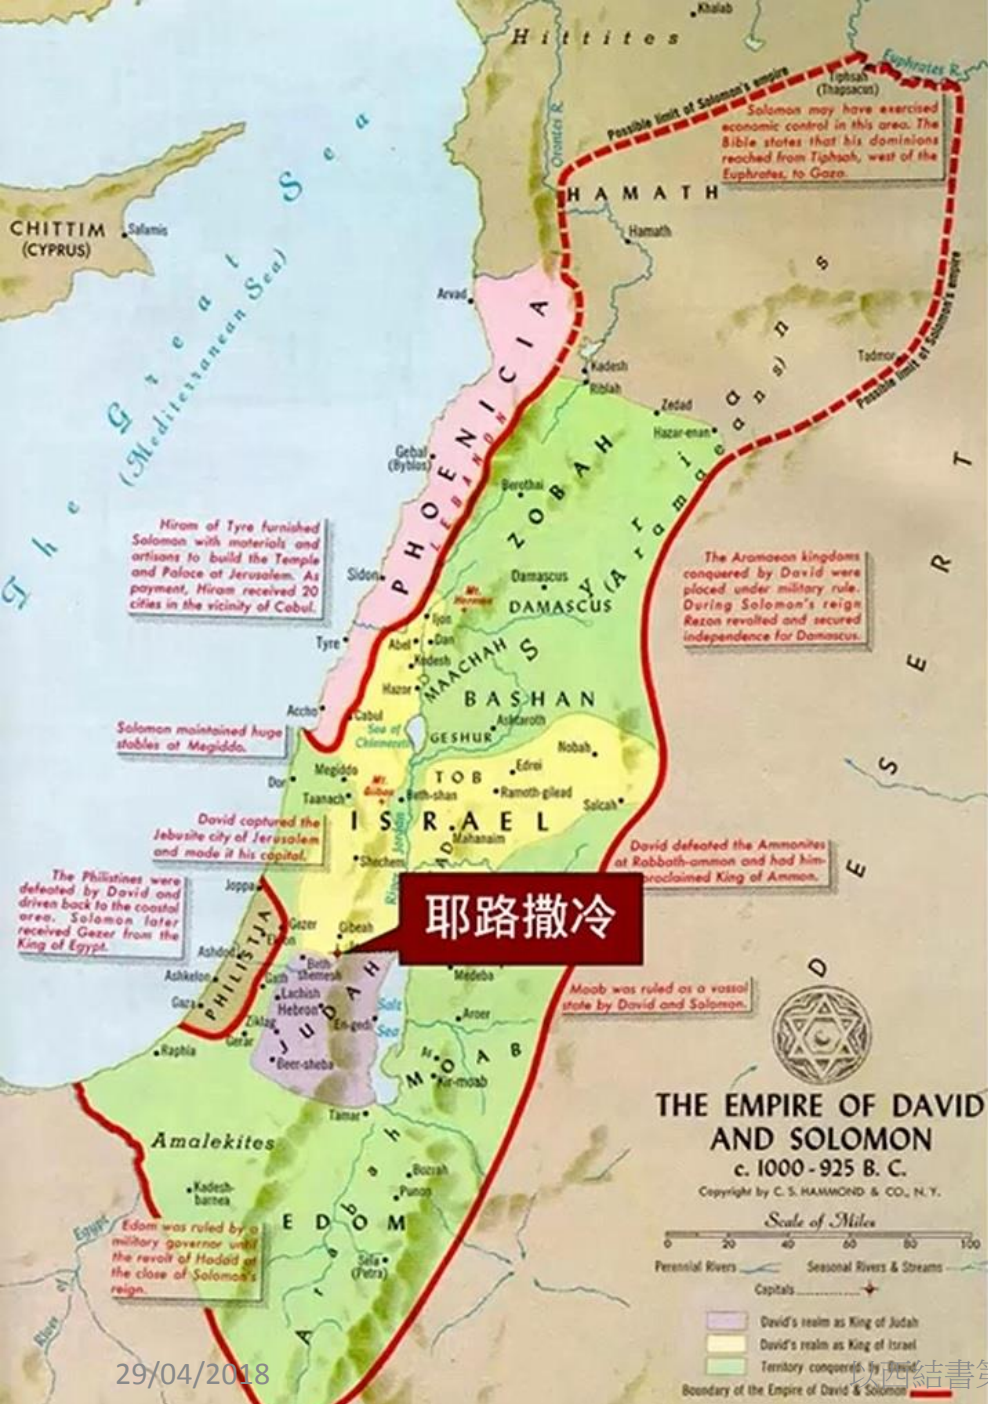 Khalab
Hittites
Euphrates R.
Tiphsah
(Thapsacus)
Possible limit of Solomon's empire
Solomon may have exercised
economic control in this area. The
Bible states that his dominions
reached from Tiphsah, west of the
Euphrates, to Gaza.
Orontes R.
HAMATH
CHITTIM
(CYPRUS)
Salamis
Hamath
The Great Sea
(Mediterranean Sea)
Arvad
PHOENICIA
LEBANON
Kadesh
Riblah
Tadmor
Possible limit of Solomon's empire
Zedad
Hazar-enan
Gebal
(Byblos)
Berothai
ZOBAH
Syria
(Aramaeans)
DESERT
Hiram of Tyre furnished
Solomon with materials and
artisans to build the Temple
and Palace at Jerusalem. As
payment, Hiram received 20
cities in the vicinity of Cabul.
Sidon
Damascus
DAMASCUS
Mt.
Hermon
The Aramaean kingdoms
conquered by David were
placed under military rule.
During Solomon's reign
Rezon revolted and secured
independence for Damascus.
Ijon
Tyre
Abel
Dan
Kedesh
MAACHAH
Hazor
BASHAN
Accho
Cabul
Ashtaroth
Sea of
Chinnereth
GESHUR
Solomon maintained huge
stables at Megiddo.
Nobah
Edrei
Megiddo
TOB
Dor
Mt.
Gilboa
Taanach
Beth-shan
Ramoth-gilead
Salcah
ISRAEL
David captured the
Jebusite city of Jerusalem
and made it his capital.
Mahanaim
Jordan
Shechem
David defeated the Ammonites
at Rabbath-ammon and had him-
proclaimed King of Ammon.
The Philistines were
defeated by David and
driven back to the coastal
area. Solomon later
received Gezer from the
King of Egypt.
Joppa
耶路撒冷
Gezer
Gibeah
Ekron
PHILISTIA
Ashdod
Beth-
shemesh
Ashkelon
Gath
Medeba
Lachish
Gaza
Hebron
JUDAH
Salt
Sea
Moab was ruled as a vassal
state by David and Solomon.
Aroer
Ziklag
En-gedi
Gerar
Raphia
Beer-sheba
Ar
MOAB
Kir-moab
Tamar
THE EMPIRE OF DAVID
AND SOLOMON
c. 1000-925 B. C.
Copyright by C. S. HAMMOND & CO., N. Y.
Amalekites
Bozrah
Kadesh-
barnea
Punon
Arabah
EDOM
Scale of Miles
0 20 40 60 80 100
Egypt
of
River
Edom was ruled by a
military governor until
the revolt of Hadad at
the close of Solomon's
reign.
Sela
(Petra)
Perennial Rivers
Seasonal Rivers & Streams
Capitals
David's realm as King of Judah
David's realm as King of Israel
Territory conquered by David
Boundary of the Empire of David & Solomon
29/04/2018
以西結書第